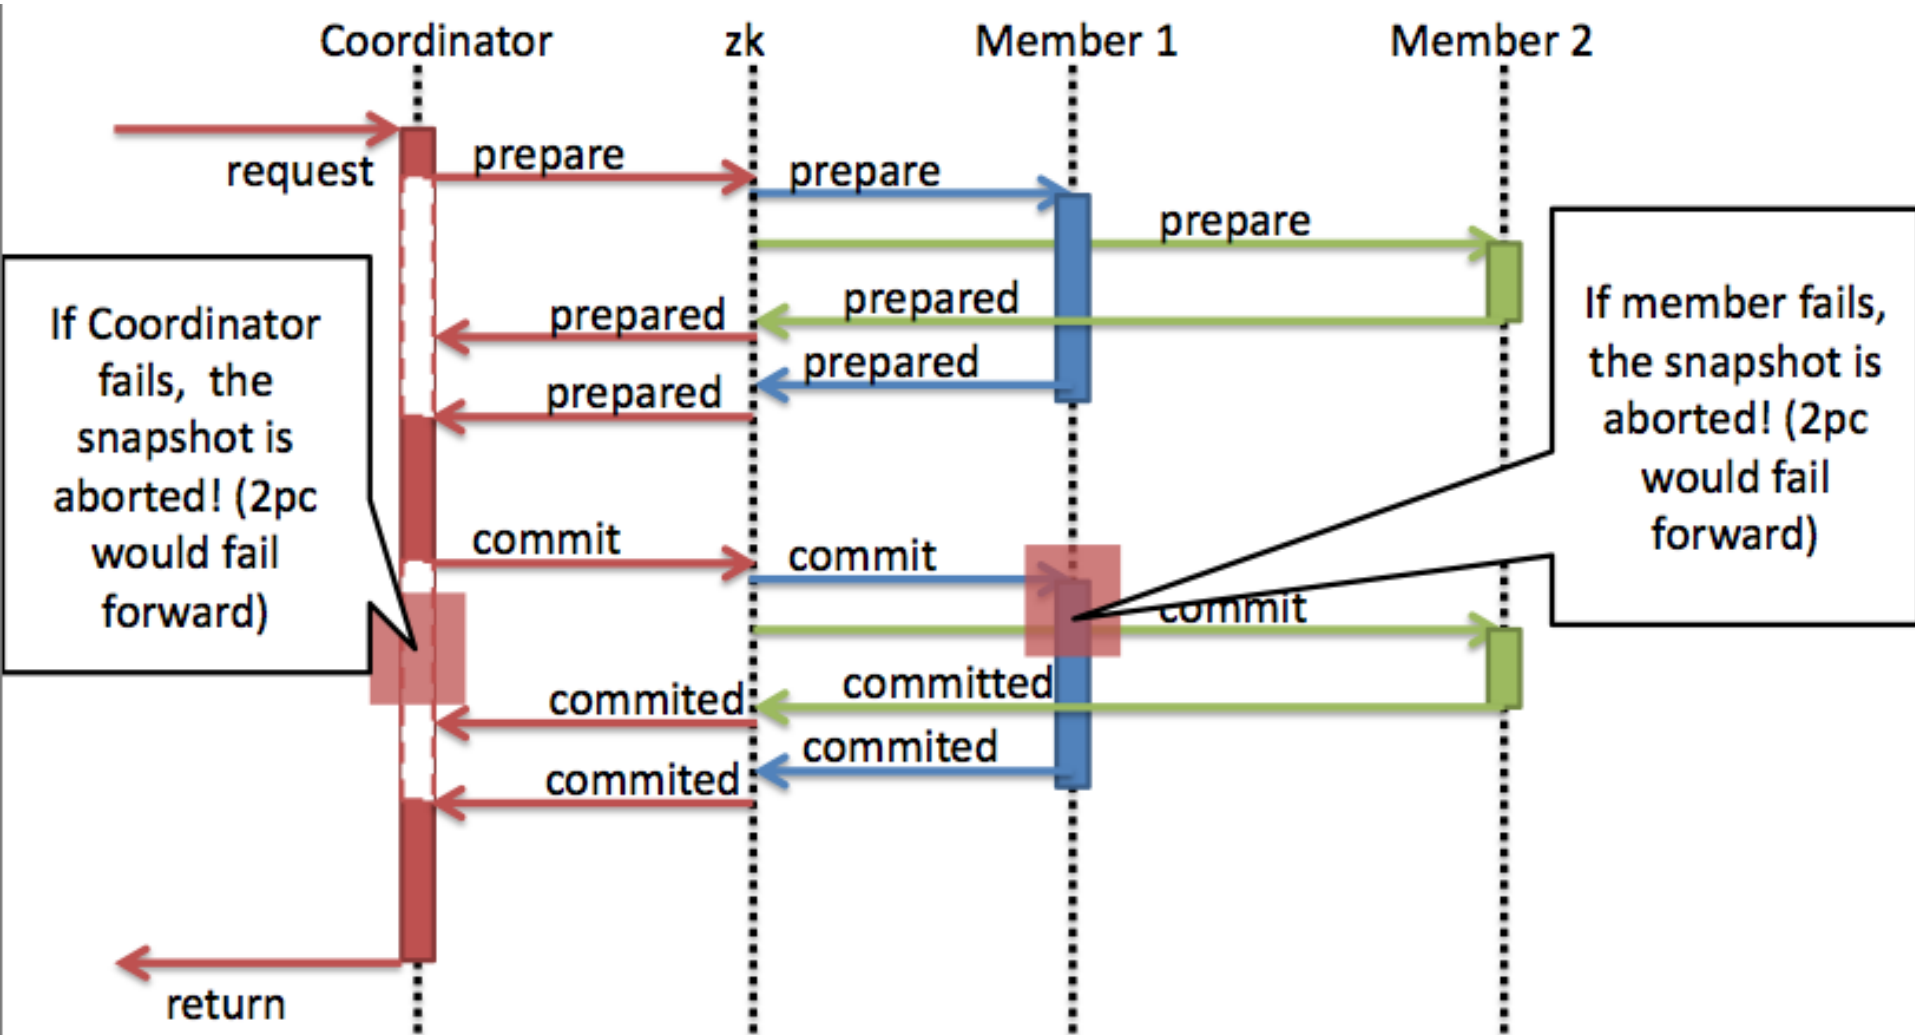 Coordinator
zk
Member 1
Member 2
request
prepare
prepare
prepare
prepared
prepared
prepared
prepared
If Coordinator
fails, the
snapshot is
aborted! (2pc
would fail
forward)
If member fails,
the snapshot is
aborted! (2pc
would fail
forward)
commit
commit
commit
committed
commited
commited
commited
return